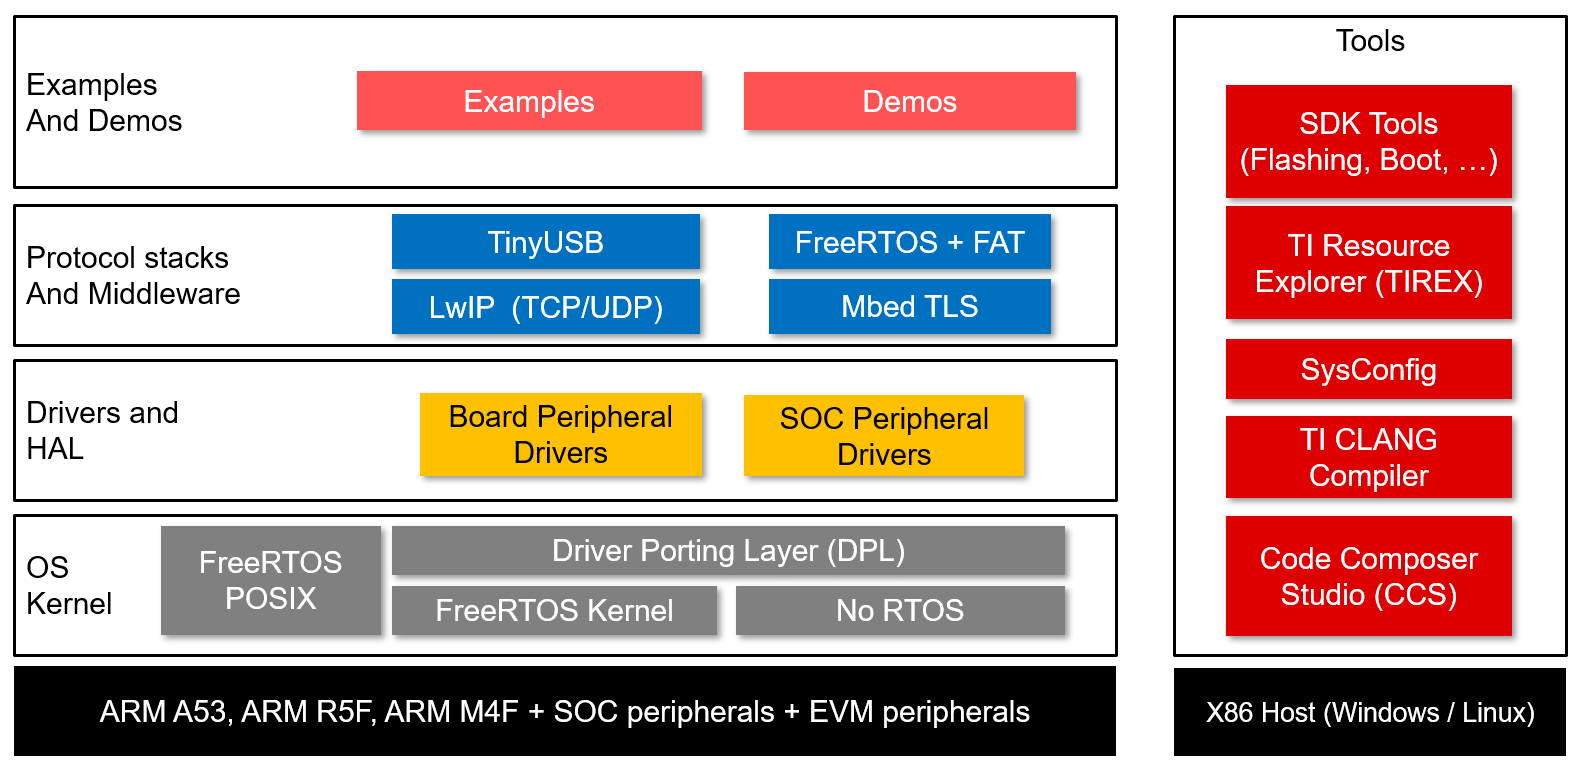 Examples
And Demos
Examples
Demos
Protocol stacks
And Middleware
TinyUSB
FreeRTOS + FAT
LwIP (TCP/UDP)
Mbed TLS
Drivers and
HAL
Board Peripheral
Drivers
SOC Peripheral
Drivers
OS
Kernel
FreeRTOS
POSIX
Driver Porting Layer (DPL)
FreeRTOS Kernel
No RTOS
ARM A53, ARM R5F, ARM M4F + SOC peripherals + EVM peripherals
Tools
SDK Tools
(Flashing, Boot, …)
TI Resource
Explorer (TIREX)
SysConfig
TI CLANG
Compiler
Code Composer
Studio (CCS)
X86 Host (Windows / Linux)